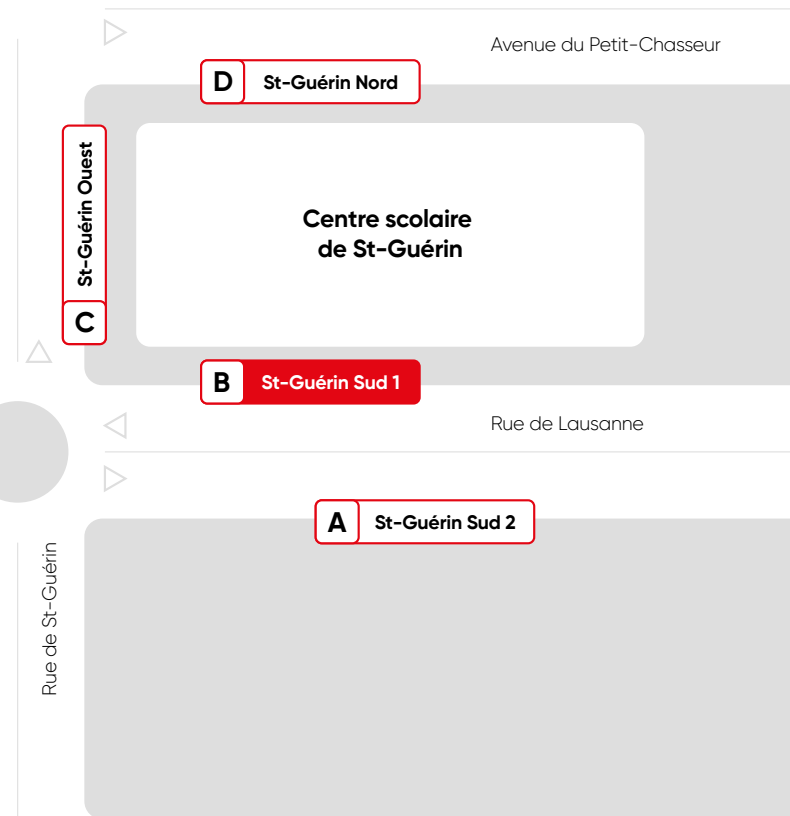 Avenue du Petit-Chasseur
D St-Guérin Nord
St-Guérin Ouest
C
Centre scolaire
de St-Guérin
B St-Guérin Sud 1
Rue de Lausanne
A St-Guérin Sud 2
Rue de St-Guérin